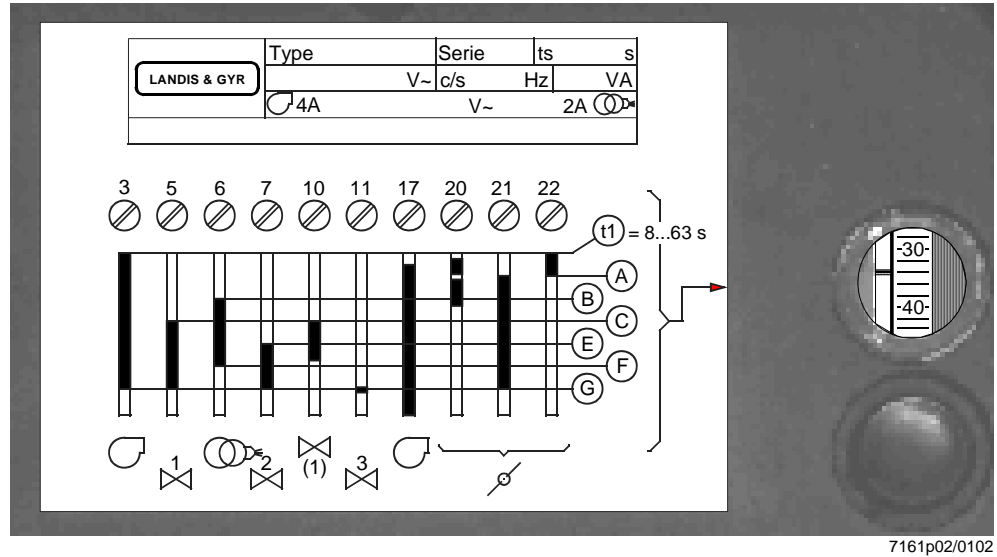 Type Serie ts s
LANDIS & GYR V~ c/s Hz VA
4A V~ 2A
3 5 6 7 10 11 17 20 21 22
t1 = 8...63 s
A
B
C
E
F
G
1 2 (1) 3
-30-
-40-
7161p02/0102